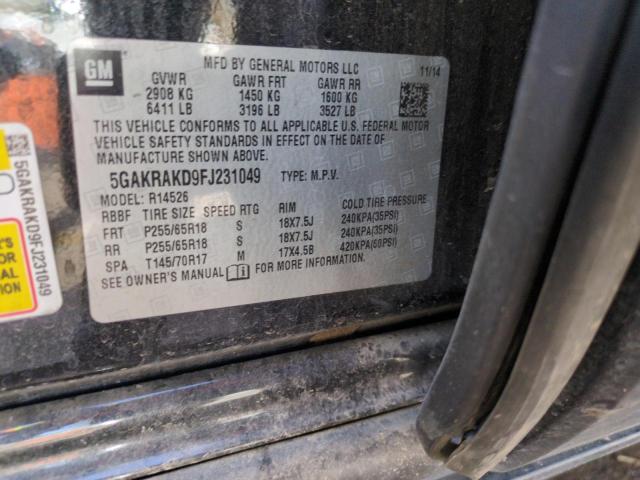 GM
MFD BY GENERAL MOTORS LLC
11/14
GVWR GAWR FRT GAWR RR
2908 KG 1450 KG 1600 KG
6411 LB 3196 LB 3527 LB
THIS VEHICLE CONFORMS TO ALL APPLICABLE U.S. FEDERAL MOTOR
VEHICLE SAFETY STANDARDS IN EFFECT ON THE DATE OF
MANUFACTURE SHOWN ABOVE.
5GAKRAKD9FJ231049 TYPE: M.P.V.
MODEL: R14526
RBBF TIRE SIZE SPEED RTG RIM COLD TIRE PRESSURE
FRT P255/65R18 S 18X7.5J 240KPA(35PSI)
RR P255/65R18 S 18X7.5J 240KPA(35PSI)
SPA T145/70R17 M 17X4.5B 420KPA(60PSI)
SEE OWNER'S MANUAL FOR MORE INFORMATION.
5GAKRAKD9FJ231049